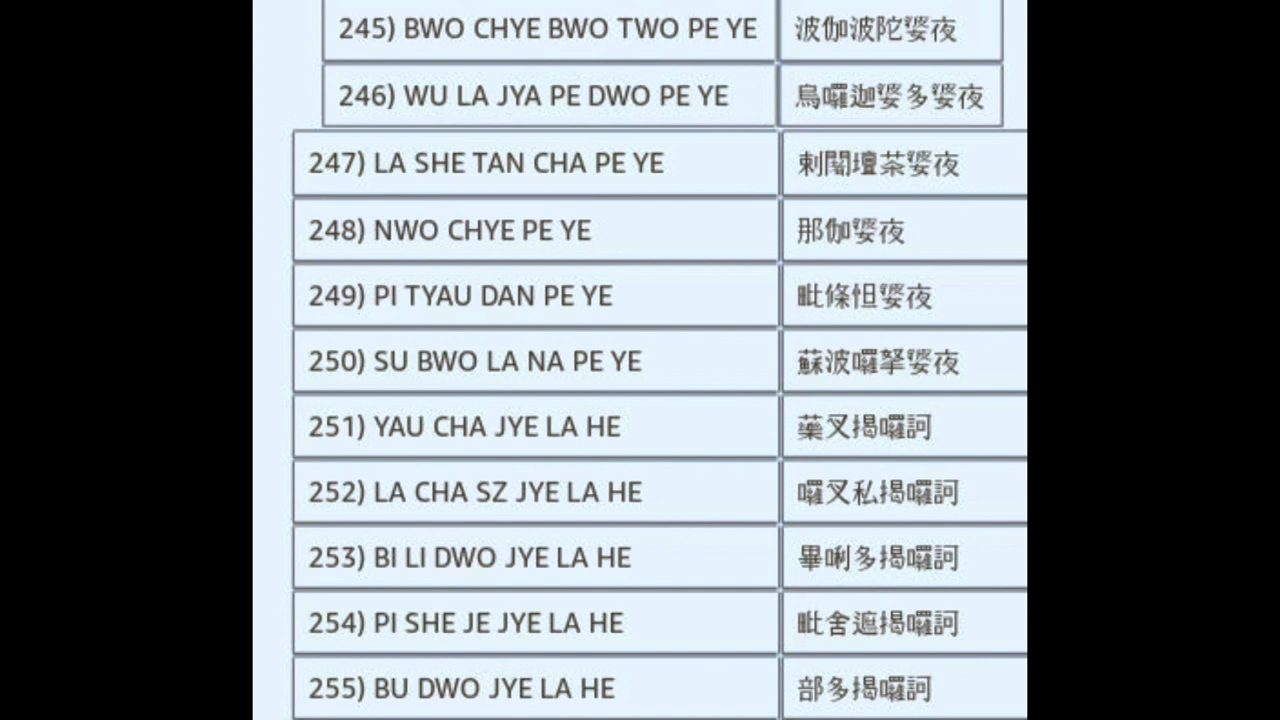 245) BWO CHYE BWO TWO PE YE 波伽波陀婆夜
246) WU LA JYA PE DWO PE YE 烏囉迦婆多婆夜
247) LA SHE TAN CHA PE YE 剌闍壇茶婆夜
248) NWO CHYE PE YE 那伽婆夜
249) PI TYAU DAN PE YE 毗條怛婆夜
250) SU BWO LA NA PE YE 蘇波囉拏婆夜
251) YAU CHA JYE LA HE 藥叉揭囉訶
252) LA CHA SZ JYE LA HE 囉叉私揭囉訶
253) BI LI DWO JYE LA HE 畢唎多揭囉訶
254) PI SHE JE JYE LA HE 毗舍遮揭囉訶
255) BU DWO JYE LA HE 部多揭囉訶